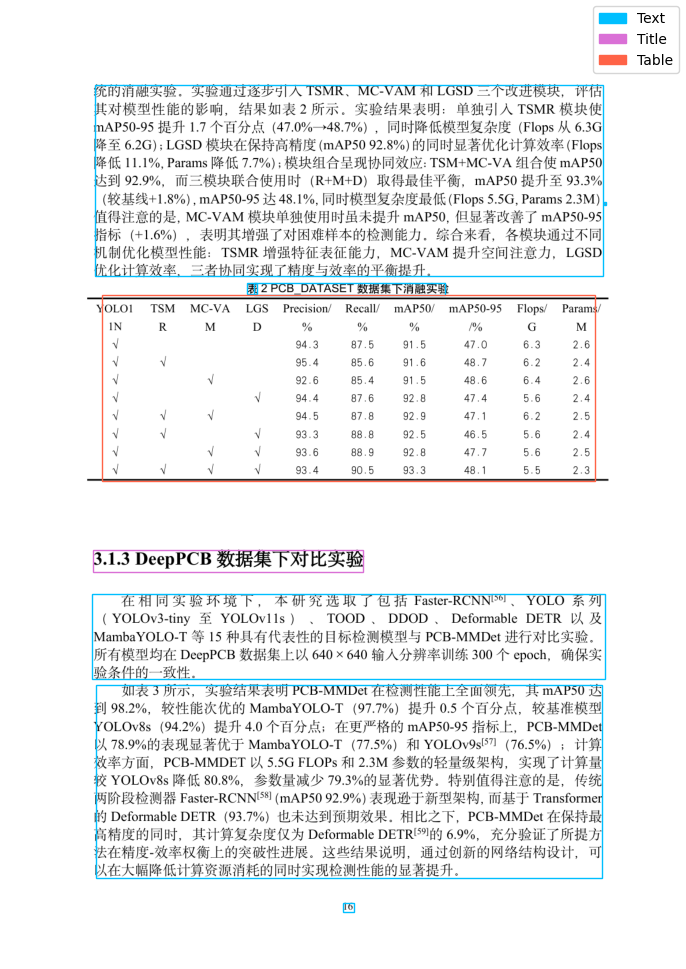 Text
Title
Table
统的消融实验。实验通过逐步引入 TSMR、MC-VAM 和 LGSD 三个改进模块，评估
其对模型性能的影响，结果如表 2 所示。实验结果表明：单独引入 TSMR 模块使
mAP50-95 提升 1.7 个百分点（47.0%→48.7%），同时降低模型复杂度（Flops 从 6.3G
降至 6.2G）；LGSD 模块在保持高精度（mAP50 92.8%）的同时显著优化计算效率（Flops
降低 11.1%, Params 降低 7.7%）；模块组合呈现协同效应：TSM+MC-VA 组合使 mAP50
达到 92.9%，而三模块联合使用时（R+M+D）取得最佳平衡，mAP50 提升至 93.3%
（较基线+1.8%）, mAP50-95 达 48.1%, 同时模型复杂度最低（Flops 5.5G, Params 2.3M）
值得注意的是, MC-VAM 模块单独使用时虽未提升 mAP50, 但显著改善了 mAP50-95
指标（+1.6%），表明其增强了对困难样本的检测能力。综合来看，各模块通过不同
机制优化模型性能：TSMR 增强特征表征能力，MC-VAM 提升空间注意力，LGSD
优化计算效率，三者协同实现了精度与效率的平衡提升。
表 2 PCB_DATASET 数据集下消融实验
YOLO1 TSM MC-VA LGS Precision/ Recall/ mAP50/ mAP50-95 Flops/ Params/
1N R M D % % % /% G M
√ 94.3 87.5 91.5 47.0 6.3 2.6
√ √ 95.4 85.6 91.6 48.7 6.2 2.4
√ √ 92.6 85.4 91.5 48.6 6.4 2.6
√ √ 94.4 87.6 92.8 47.4 5.6 2.4
√ √ √ 94.5 87.8 92.9 47.1 6.2 2.5
√ √ √ 93.3 88.8 92.5 46.5 5.6 2.4
√ √ √ 93.6 88.9 92.8 47.7 5.6 2.5
√ √ √ √ 93.4 90.5 93.3 48.1 5.5 2.3
3.1.3 DeepPCB 数据集下对比实验
在相同实验环境下，本研究选取了包括 Faster-RCNN[56]、YOLO 系列
（YOLOv3-tiny 至 YOLOv11s）、TOOD、DDOD、Deformable DETR 以及
MambaYOLO-T 等 15 种具有代表性的目标检测模型与 PCB-MMDet 进行对比实验。
所有模型均在 DeepPCB 数据集上以 640 × 640 输入分辨率训练 300 个 epoch，确保实
验条件的一致性。
如表 3 所示，实验结果表明 PCB-MMDet 在检测性能上全面领先，其 mAP50 达
到 98.2%，较性能次优的 MambaYOLO-T（97.7%）提升 0.5 个百分点，较基准模型
YOLOv8s（94.2%）提升 4.0 个百分点；在更严格的 mAP50-95 指标上，PCB-MMDet
以 78.9%的表现显著优于 MambaYOLO-T（77.5%）和 YOLOv9s[57]（76.5%）；计算
效率方面，PCB-MMDET 以 5.5G FLOPs 和 2.3M 参数的轻量级架构，实现了计算量
较 YOLOv8s 降低 80.8%，参数量减少 79.3%的显著优势。特别值得注意的是，传统
两阶段检测器 Faster-RCNN[58]（mAP50 92.9%）表现逊于新型架构, 而基于 Transformer
的 Deformable DETR（93.7%）也未达到预期效果。相比之下，PCB-MMDet 在保持最
高精度的同时，其计算复杂度仅为 Deformable DETR[59]的 6.9%，充分验证了所提方
法在精度-效率权衡上的突破性进展。这些结果说明，通过创新的网络结构设计，可
以在大幅降低计算资源消耗的同时实现检测性能的显著提升。
16